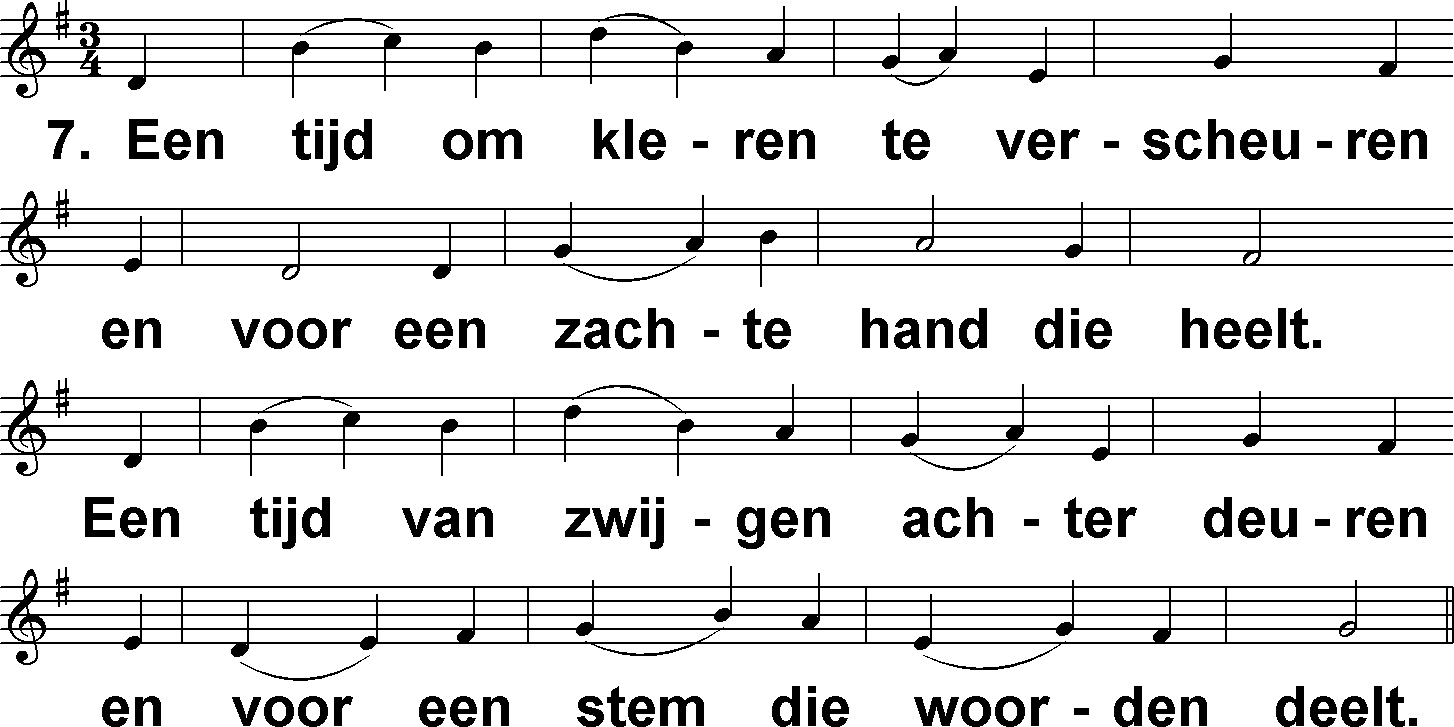 7. Een tijd om kle - ren te ver - scheu - ren
en voor een zach - te hand die heelt.
Een tijd van zwij - gen ach - ter deu - ren
en voor een stem die woor - den deelt.